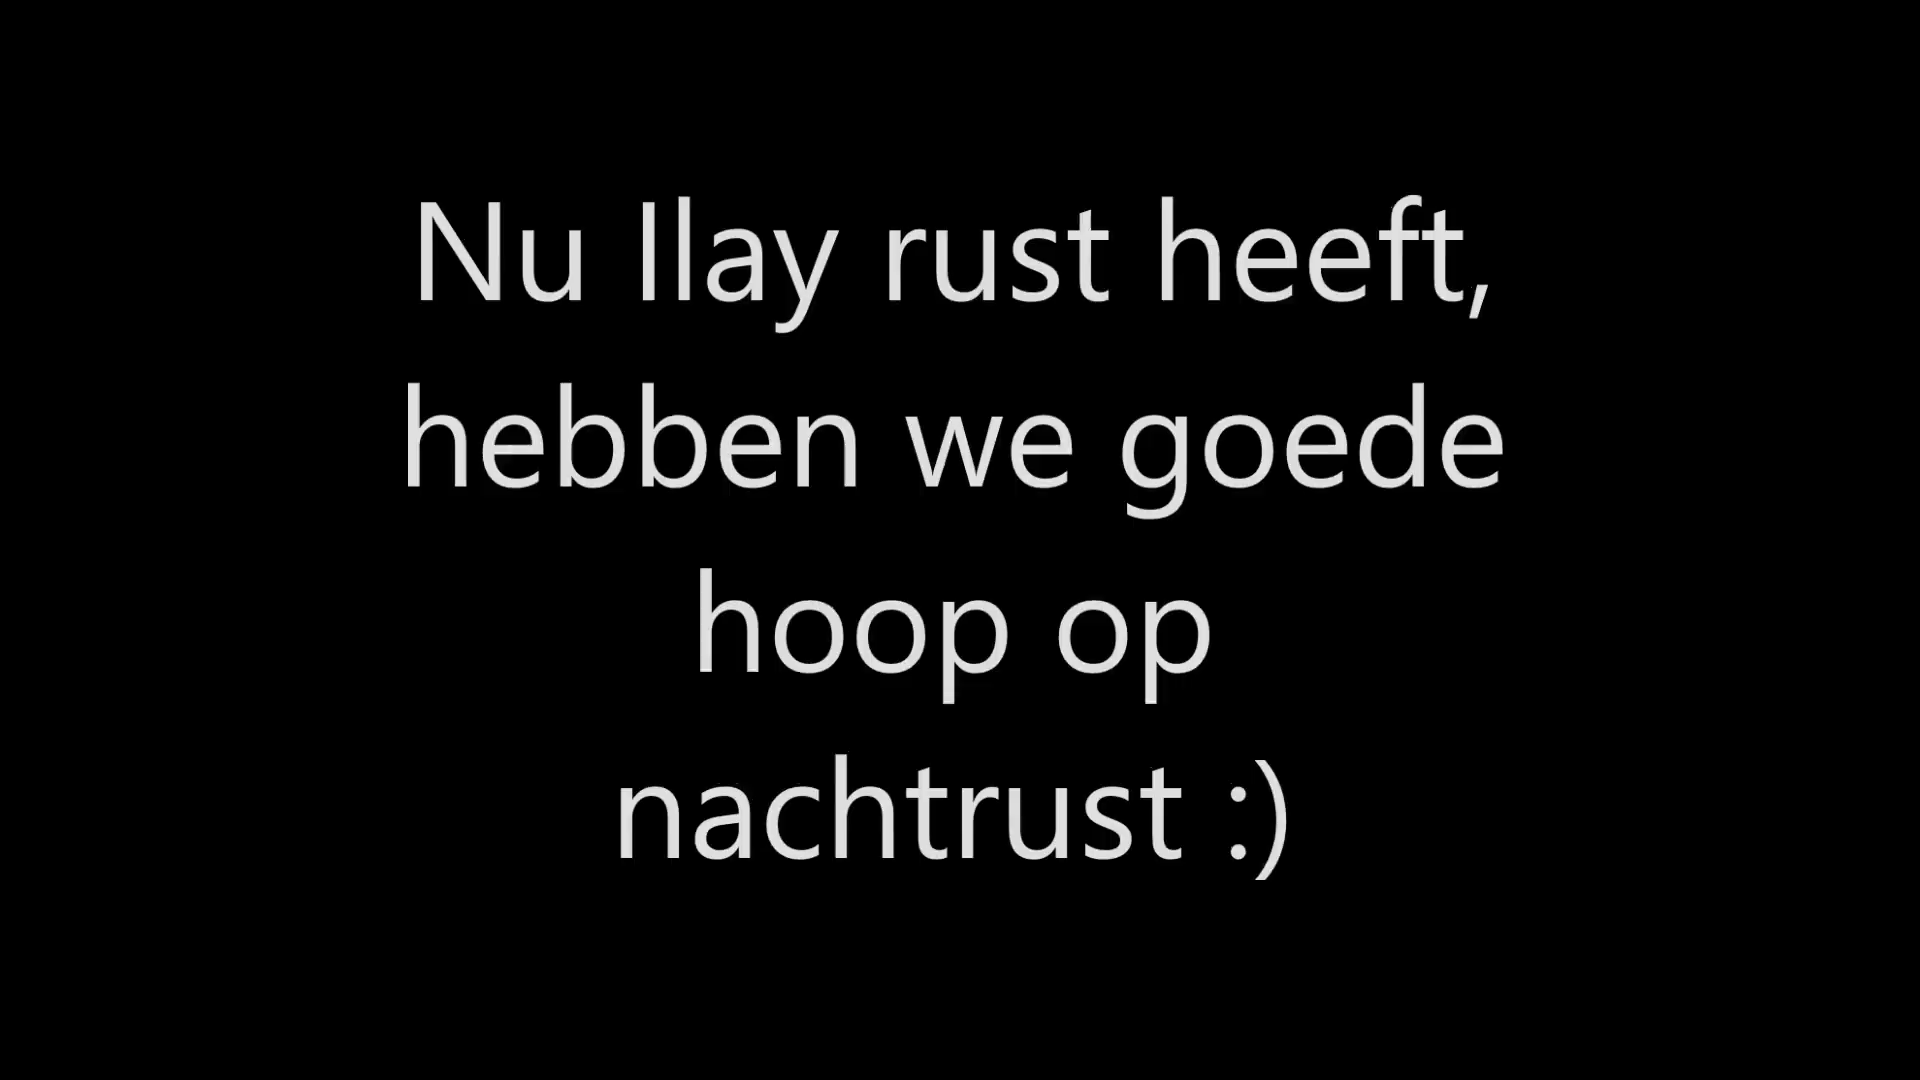 Nu Ilay rust heeft,
hebben we goede
hoop op
nachtrust :)